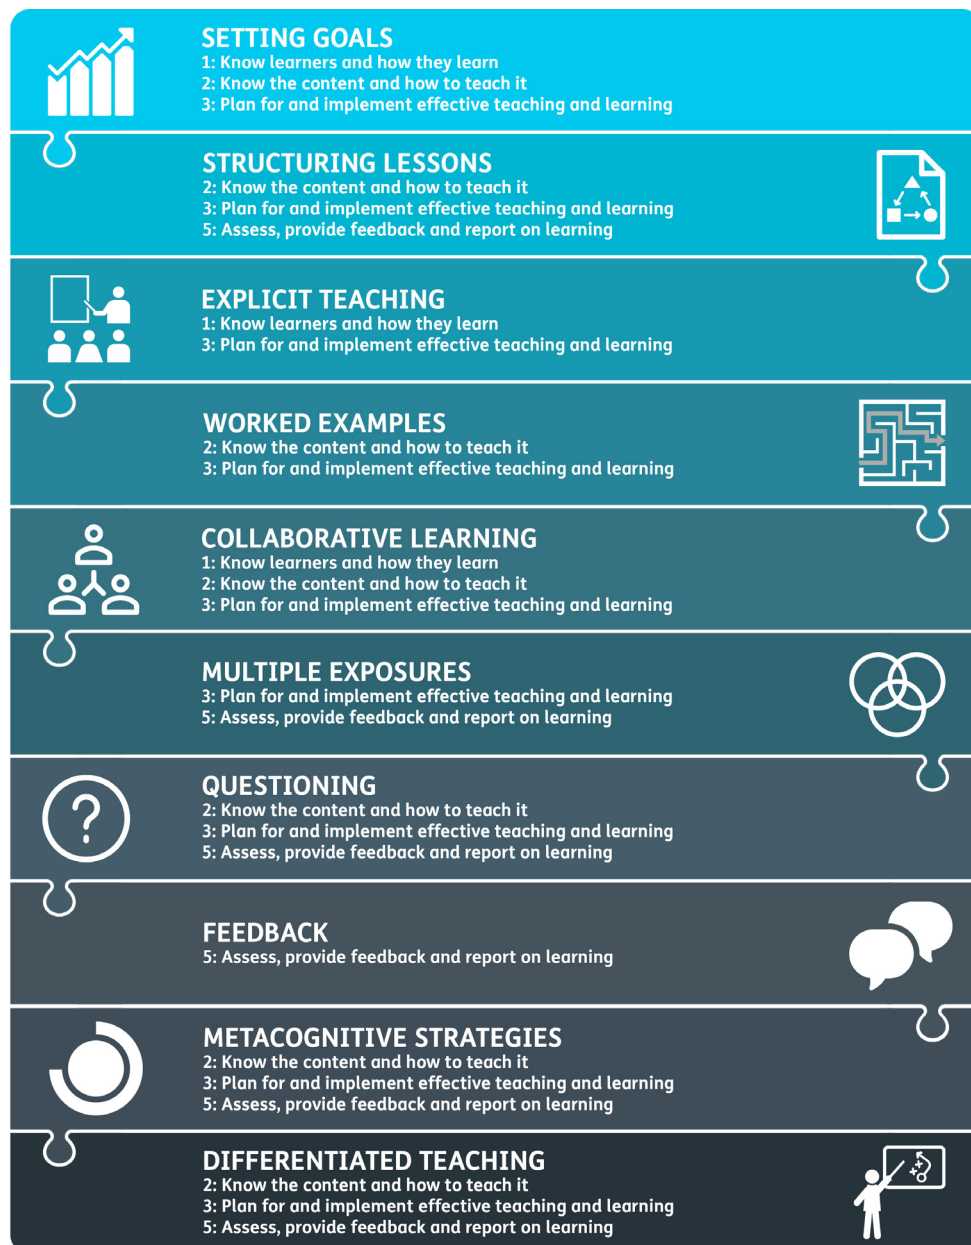 SETTING GOALS
1: Know learners and how they learn
2: Know the content and how to teach it
3: Plan for and implement effective teaching and learning
STRUCTURING LESSONS
2: Know the content and how to teach it
3: Plan for and implement effective teaching and learning
5: Assess, provide feedback and report on learning
EXPLICIT TEACHING
1: Know learners and how they learn
3: Plan for and implement effective teaching and learning
WORKED EXAMPLES
2: Know the content and how to teach it
3: Plan for and implement effective teaching and learning
COLLABORATIVE LEARNING
1: Know learners and how they learn
2: Know the content and how to teach it
3: Plan for and implement effective teaching and learning
MULTIPLE EXPOSURES
3: Plan for and implement effective teaching and learning
5: Assess, provide feedback and report on learning
QUESTIONING
2: Know the content and how to teach it
3: Plan for and implement effective teaching and learning
5: Assess, provide feedback and report on learning
FEEDBACK
5: Assess, provide feedback and report on learning
METACOGNITIVE STRATEGIES
2: Know the content and how to teach it
3: Plan for and implement effective teaching and learning
5: Assess, provide feedback and report on learning
DIFFERENTIATED TEACHING
2: Know the content and how to teach it
3: Plan for and implement effective teaching and learning
5: Assess, provide feedback and report on learning